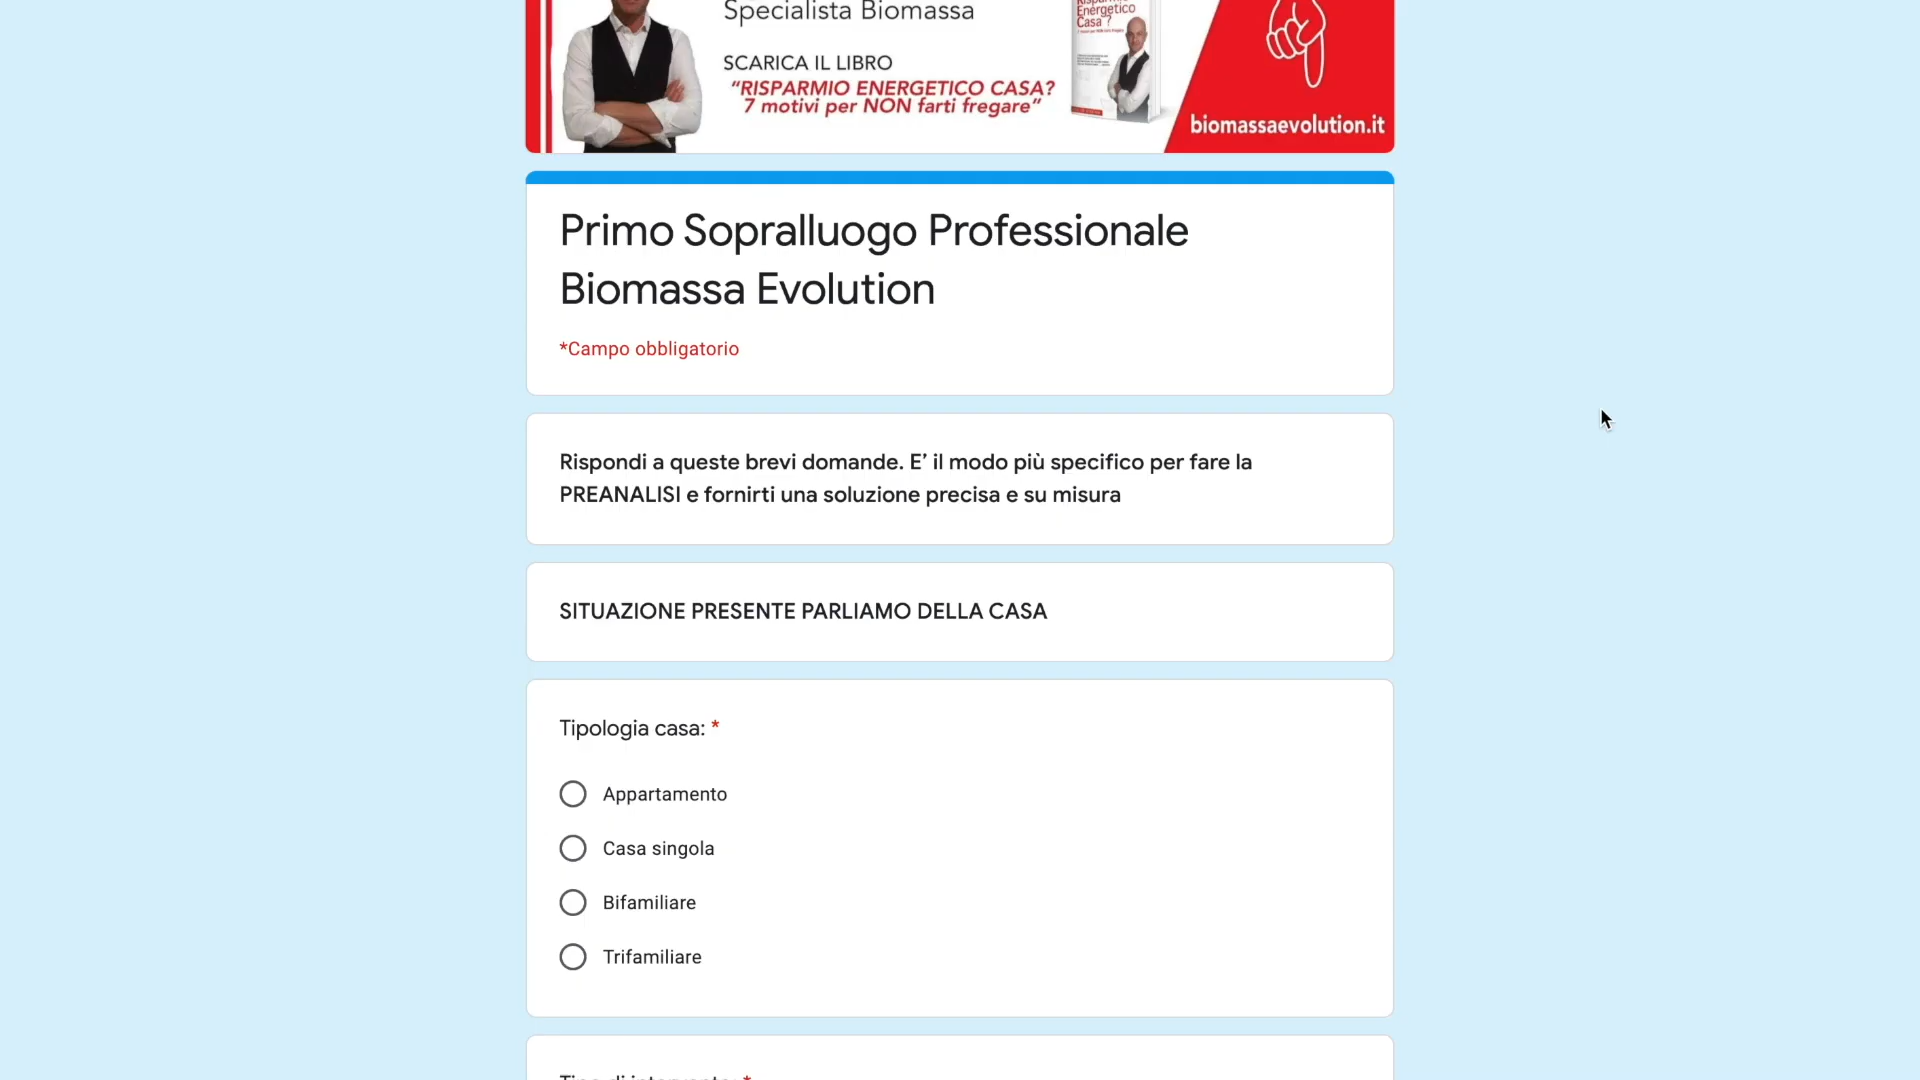 Specialista Biomassa
SCARICA IL LIBRO
“RISPARMIO ENERGETICO CASA?
7 motivi per NON farti fregare”
Energetico
Casa ?
biomassaevolution.it
Primo Sopralluogo Professionale
Biomassa Evolution
*Campo obbligatorio
Rispondi a queste brevi domande. E’ il modo più specifico per fare la
PREANALISI e fornirti una soluzione precisa e su misura
SITUAZIONE PRESENTE PARLIAMO DELLA CASA
Tipologia casa: *
Appartamento
Casa singola
Bifamiliare
Trifamiliare